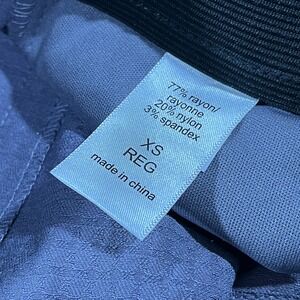 77% rayon/
rayonne
20% nylon
3% spandex
XS
REG
made in china